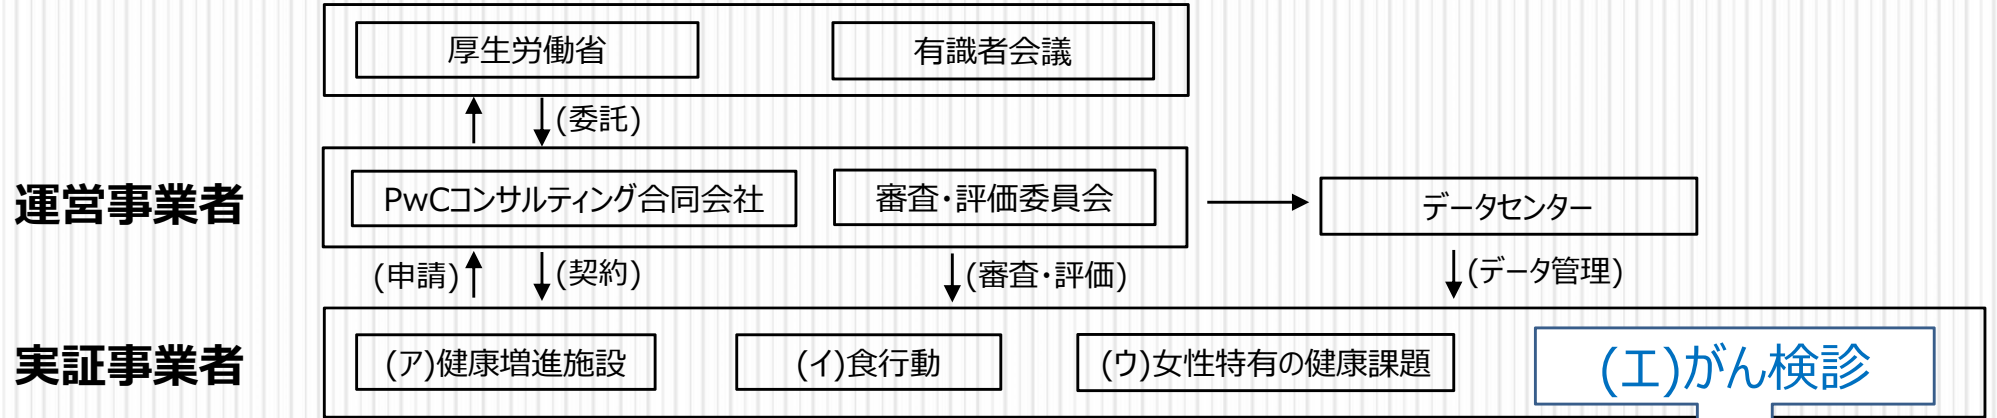 厚生労働省
有識者会議
(委託)
運営事業者
PwCコンサルティング合同会社
審査・評価委員会
データセンター
(申請)
(契約)
(審査・評価)
(データ管理)
実証事業者
(ア)健康増進施設
(イ)食行動
(ウ)女性特有の健康課題
(エ)がん検診